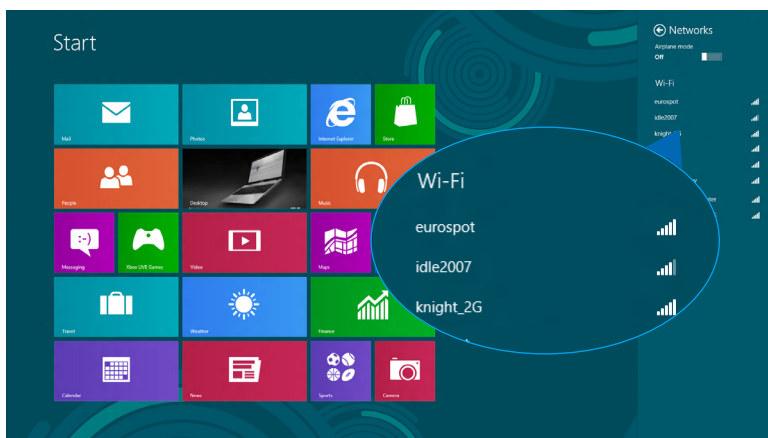 Start
Networks
Airplane mode
Off
Wi-Fi
eurospot
idle2007
Mail
Photos
Internet Explorer
Store
People
Desktop
Music
Wi-Fi
eurospot
idle2007
knight_2G
Messaging
:-)
Xbox LIVE Games
Video
Maps
Travel
Weather
Finance
Calendar
News
Sports
Camera